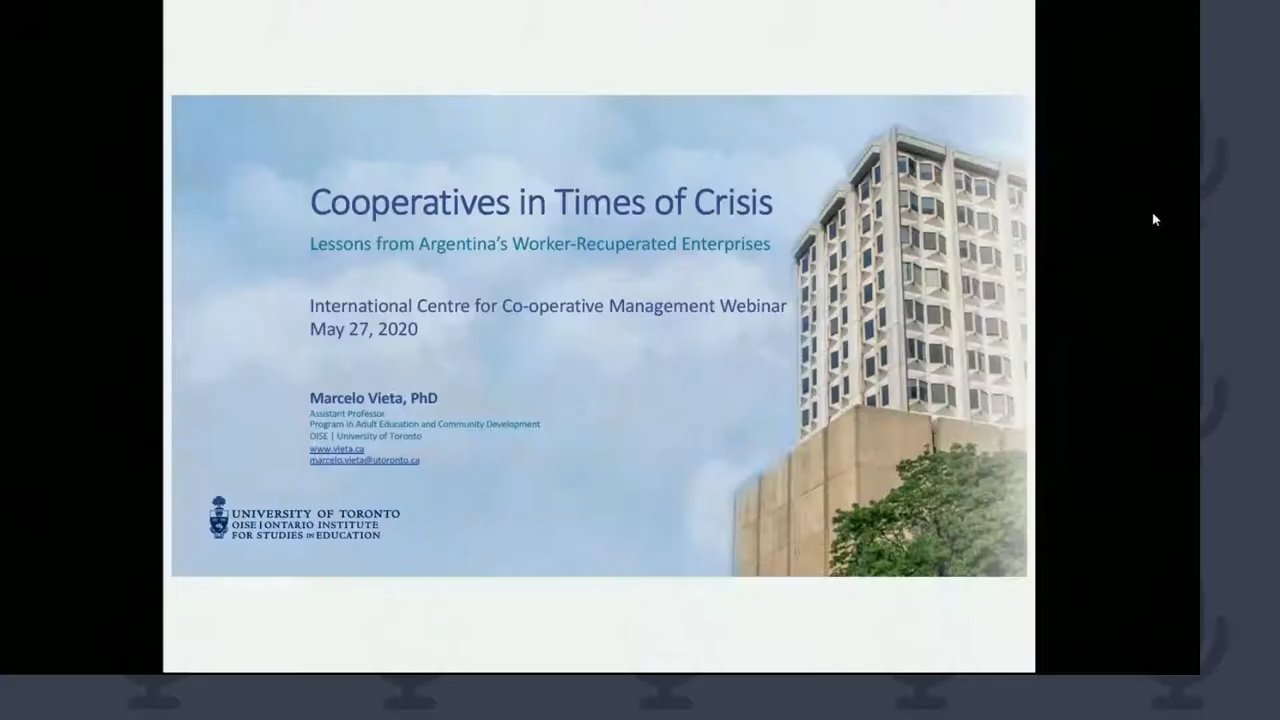 Cooperatives in Times of Crisis
Lessons from Argentina's Worker-Recuperated Enterprises
International Centre for Co-operative Management Webinar
May 27, 2020
Marcelo Vieta, PhD
Assistant Professor
Program in Adult Education and Community Development
OISE | University of Toronto
www.vieta.ca
marcelo.vieta@utoronto.ca
UNIVERSITY OF TORONTO
OISE | ONTARIO INSTITUTE
FOR STUDIES IN EDUCATION